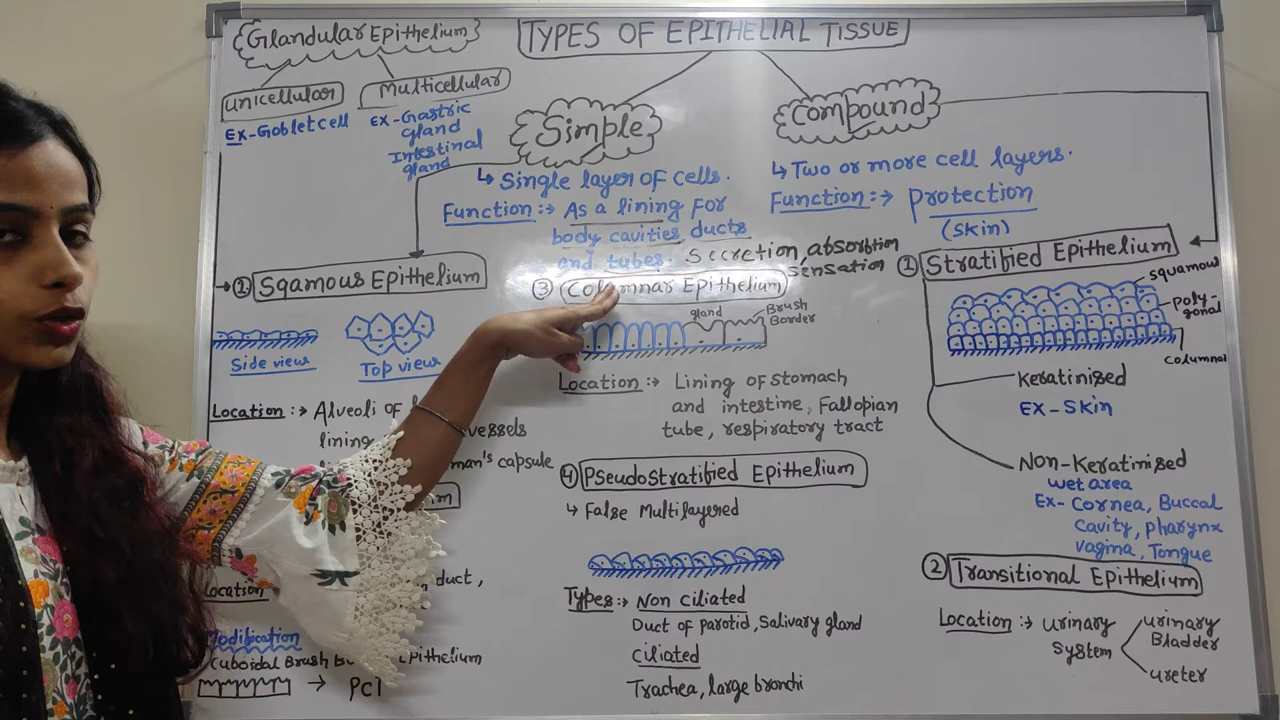 Glandular Epithelium
Unicellular
Ex-Goblet cell
Multicellular
Ex-Gastric
gland
Intestinal
gland
TYPES OF EPITHELIAL TISSUE
Simple
↳ Single layer of cells.
Function:→ As a lining for
body cavities ducts
and tubes. Secretion, absorbtion
sensation
Compound
↳ Two or more cell layers.
Function:→ Protection
(Skin)
① Sqamous Epithelium
Side view
Top view
Location:→ Alveoli of
lining vessels
man's capsule
duct,
Location
Modification
Cuboidal Brush Epithelium
→ PCT
③ Columnar Epithelium
gland
Brush
Border
Location:→ Lining of stomach
and intestine, Fallopian
tube, respiratory tract
④ Pseudostratified Epithelium
↳ False Multilayered
Types:→ Non Ciliated
Duct of parotid, Salivary gland
Ciliated
Trachea, large bronchi
① Stratified Epithelium
squamous
poly-
gonal
columnar
Keratinised
Ex-Skin
Non-Keratinised
wet area
Ex- Cornea, Buccal
Cavity, pharynx
vagina, Tongue
② Transitional Epithelium
Location:→ urinary
system
urinary
Bladder
ureter